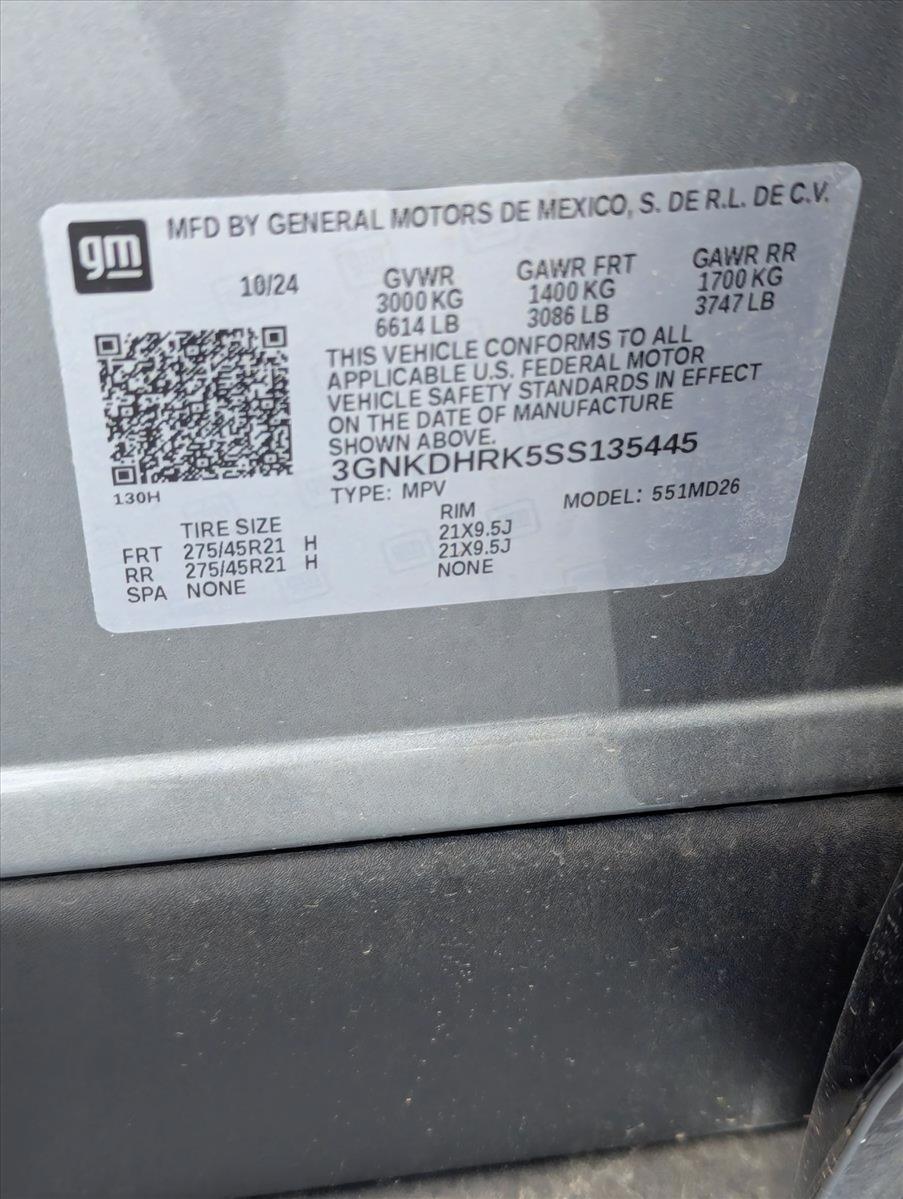 gm
MFD BY GENERAL MOTORS DE MEXICO, S. DE R.L. DE C.V.
10/24
GVWR
3000 KG
6614 LB
GAWR FRT
1400 KG
3086 LB
GAWR RR
1700 KG
3747 LB
THIS VEHICLE CONFORMS TO ALL
APPLICABLE U.S. FEDERAL MOTOR
VEHICLE SAFETY STANDARDS IN EFFECT
ON THE DATE OF MANUFACTURE
SHOWN ABOVE.
3GNKDHRK5SS135445
130H
TYPE: MPV
MODEL: 551MD26
TIRE SIZE RIM
FRT 275/45R21 H 21X9.5J
RR 275/45R21 H 21X9.5J
SPA NONE NONE